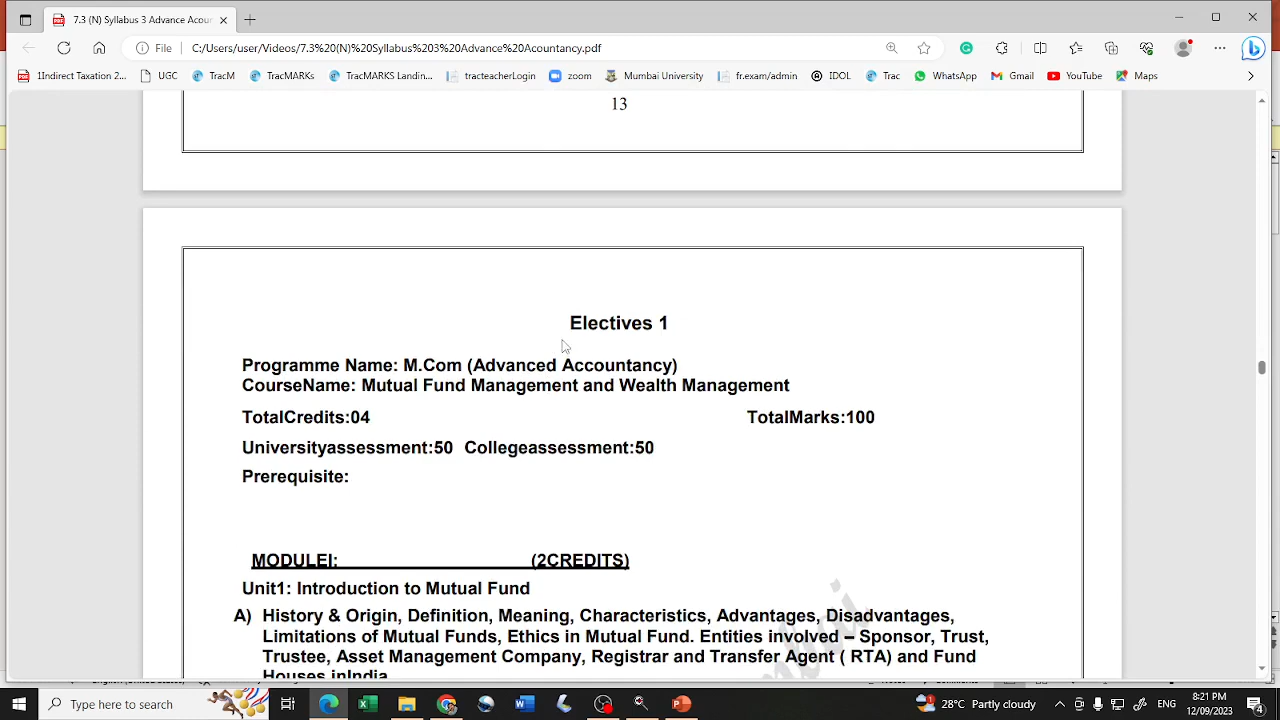 7.3 (N) Syllabus 3 Advance Accou
File C:/Users/user/Videos/7.3%20(N)%20Syllabus%203%20Advance%20Accountancy.pdf
1Indirect Taxation 2... UGC TracM TracMARKS TracMARKS Landin... tracteacherLogin zoom Mumbai University fr.exam/admin IDOL Trac WhatsApp Gmail YouTube Maps
13
Electives 1
Programme Name: M.Com (Advanced Accountancy)
CourseName: Mutual Fund Management and Wealth Management
TotalCredits:04 TotalMarks:100
Universityassessment:50 Collegeassessment:50
Prerequisite:
MODULEI: (2CREDITS)
Unit1: Introduction to Mutual Fund
A) History & Origin, Definition, Meaning, Characteristics, Advantages, Disadvantages,
Limitations of Mutual Funds, Ethics in Mutual Fund. Entities involved – Sponsor, Trust,
Trustee, Asset Management Company, Registrar and Transfer Agent ( RTA) and Fund
Houses inIndia
Type here to search
28°C Partly cloudy
ENG
8:21 PM
12/09/2023
4